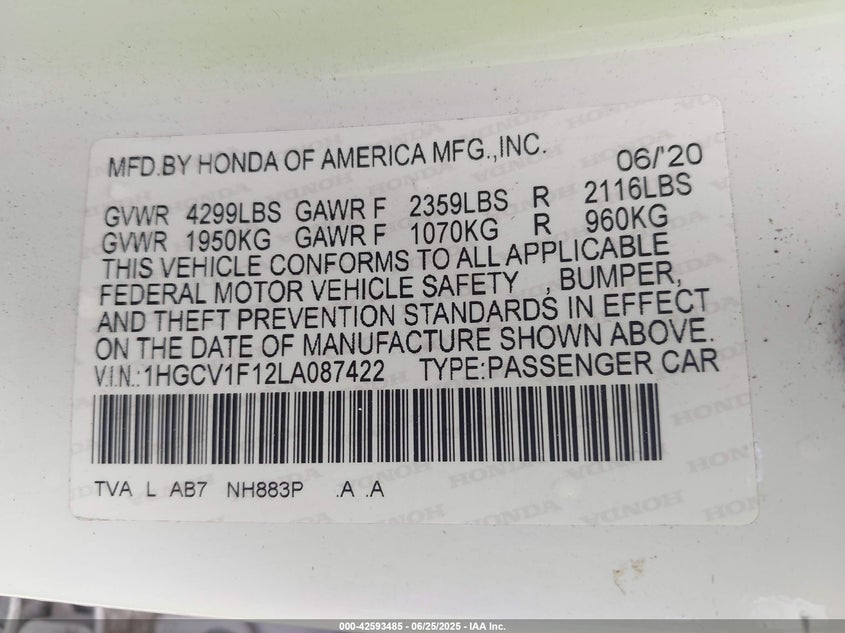 MFD.BY HONDA OF AMERICA MFG.,INC. 06/'20
GVWR 4299LBS GAWR F 2359LBS R 2116LBS
GVWR 1950KG GAWR F 1070KG R 960KG
THIS VEHICLE CONFORMS TO ALL APPLICABLE
FEDERAL MOTOR VEHICLE SAFETY , BUMPER,
AND THEFT PREVENTION STANDARDS IN EFFECT
ON THE DATE OF MANUFACTURE SHOWN ABOVE.
V.I.N.:1HGCV1F12LA087422 TYPE:PASSENGER CAR
TVA L AB7 NH883P .A .A
000-42593485 | 06/25/2025 | IAA Inc.